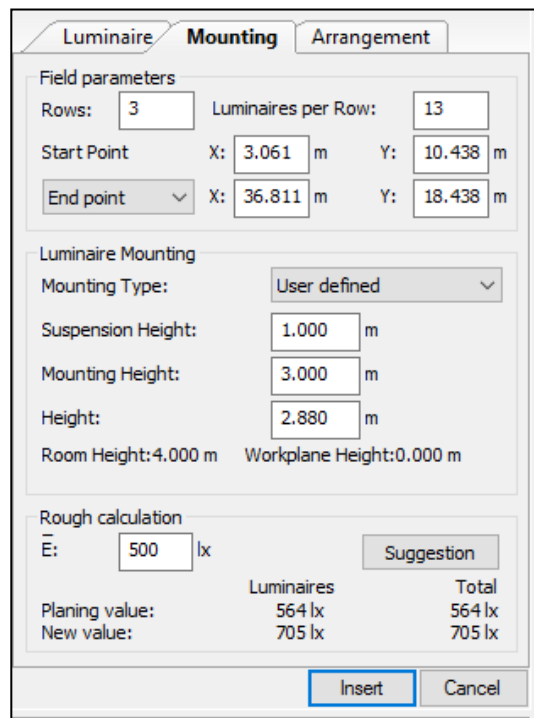 Luminaire Mounting Arrangement
Field parameters
Rows: 3 Luminaires per Row: 13
Start Point X: 3.061 m Y: 10.438 m
End point X: 36.811 m Y: 18.438 m
Luminaire Mounting
Mounting Type: User defined
Suspension Height: 1.000 m
Mounting Height: 3.000 m
Height: 2.880 m
Room Height:4.000 m Workplane Height:0.000 m
Rough calculation
E̅: 500 lx Suggestion
Luminaires Total
Planing value: 564 lx 564 lx
New value: 705 lx 705 lx
Insert Cancel